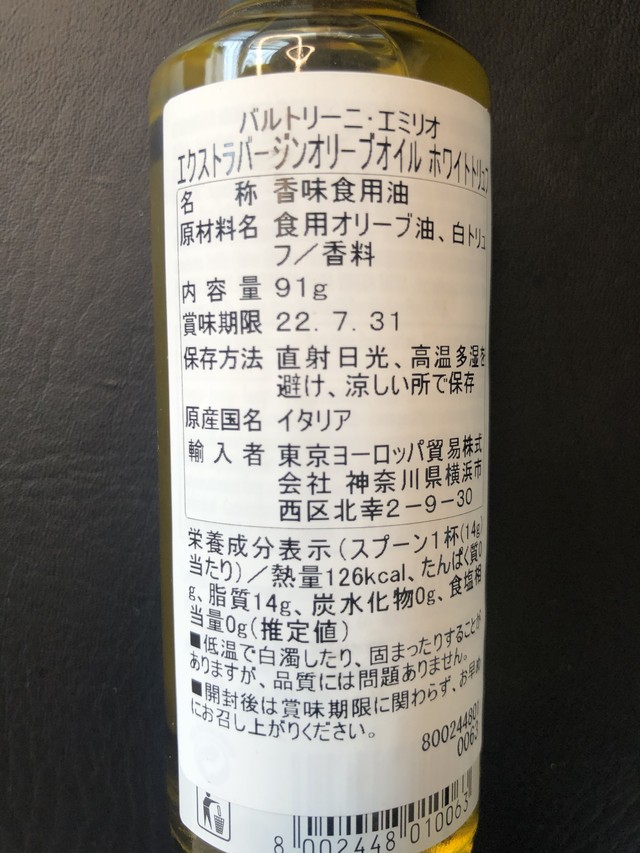 バルトリーニ・エミリオ
エクストラバージンオリーブオイル ホワイトトリュフ
名 称 香味食用油
原材料名 食用オリーブ油、白トリュ
フ／香料
内容量 91g
賞味期限 22. 7. 31
保存方法 直射日光、高温多湿を
避け、涼しい所で保存
原産国名 イタリア
輸入者 東京ヨーロッパ貿易株式
会社 神奈川県横浜市
西区北幸2－9－30
栄養成分表示（スプーン1杯(14g)
当たり）／熱量126kcal、たんぱく質0
g、脂質14g、炭水化物0g、食塩相
当量0g（推定値）
■低温で白濁したり、固まったりすることが
ありますが、品質には問題ありません。
■開封後は賞味期限に関わらず、お早め
にお召し上がりください。
800244801
0063
8 002448 010063